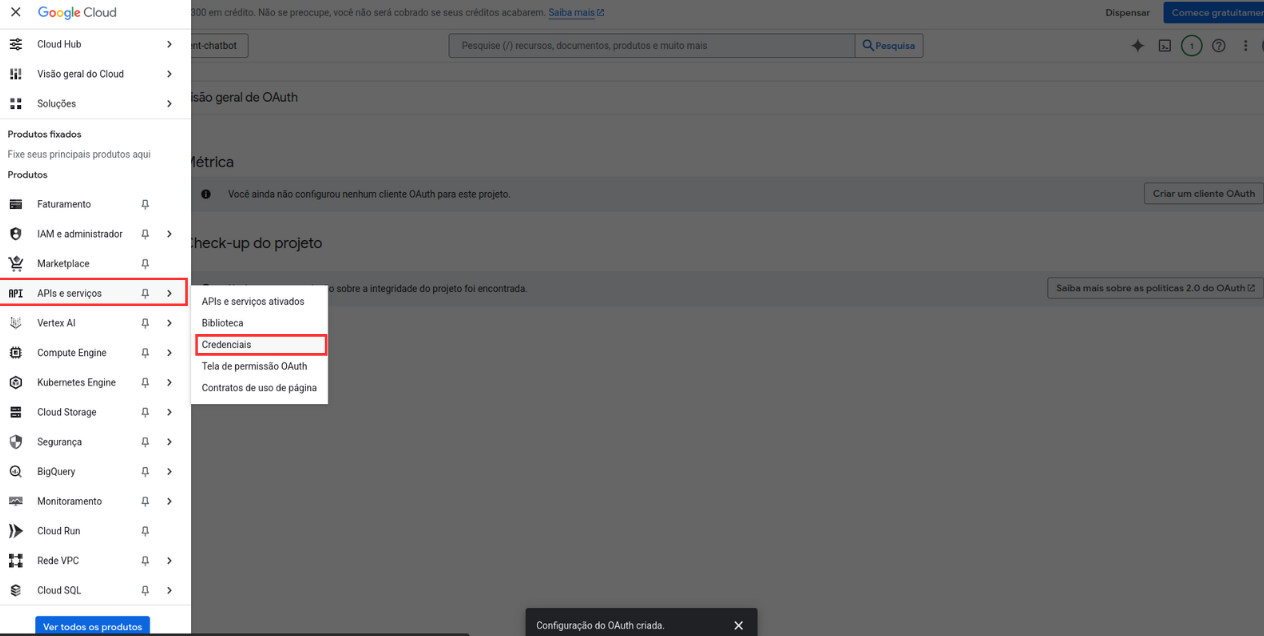 Google Cloud
300 em crédito. Não se preocupe, você não será cobrado se seus créditos acabarem. Saiba mais
Dispensar
Comece gratuitamen
nt-chatbot
Pesquise (/) recursos, documentos, produtos e muito mais
Pesquisa
1
Cloud Hub
Visão geral do Cloud
Soluções
Produtos fixados
Fixe seus principais produtos aqui
Produtos
Faturamento
IAM e administrador
Marketplace
API
APIs e serviços
Vertex AI
Compute Engine
Kubernetes Engine
Cloud Storage
Segurança
BigQuery
Monitoramento
Cloud Run
Rede VPC
Cloud SQL
Ver todos os produtos
APIs e serviços ativados
Biblioteca
Credenciais
Tela de permissão OAuth
Contratos de uso de página
isão geral de OAuth
Métrica
Você ainda não configurou nenhum cliente OAuth para este projeto.
Criar um cliente OAuth
Check-up do projeto
o sobre a integridade do projeto foi encontrada.
Saiba mais sobre as políticas 2.0 do OAuth
Configuração do OAuth criada.